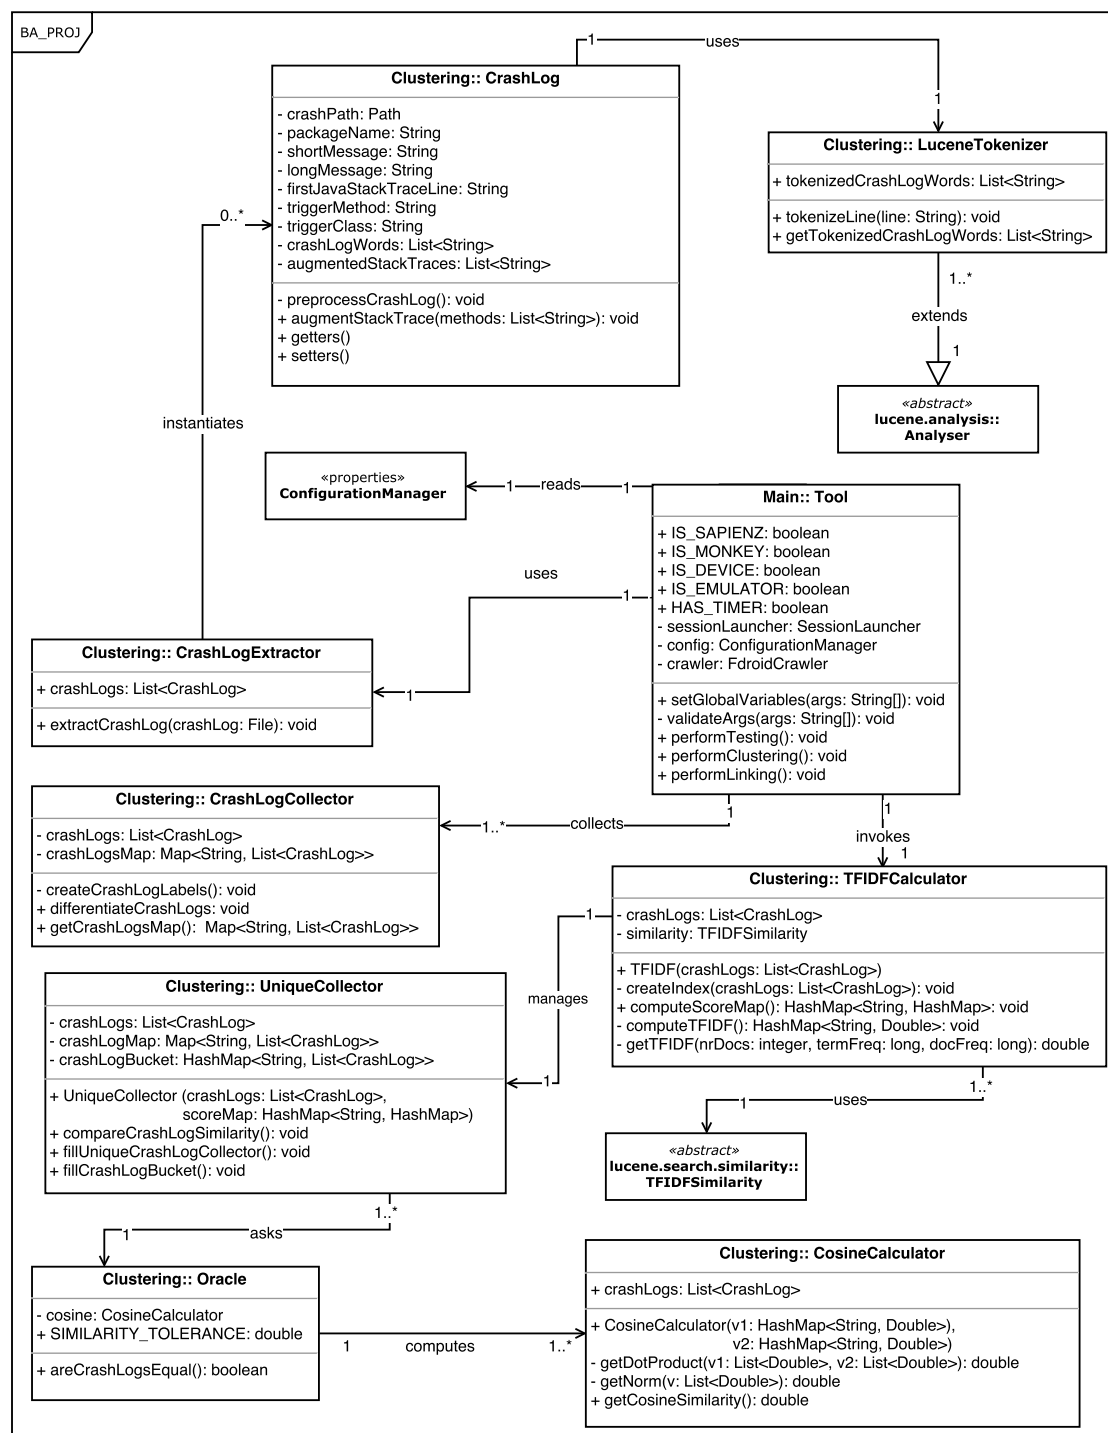 BA_PROJ
1
uses
1
Clustering:: CrashLog
- crashPath: Path
- packageName: String
- shortMessage: String
- longMessage: String
- firstJavaStackTraceLine: String
- triggerMethod: String
- triggerClass: String
- crashLogWords: List<String>
- augmentedStackTraces: List<String>
- preprocessCrashLog(): void
+ augmentStackTrace(methods: List<String>): void
+ getters()
+ setters()
Clustering:: LuceneTokenizer
+ tokenizedCrashLogWords: List<String>
+ tokenizeLine(line: String): void
+ getTokenizedCrashLogWords: List<String>
1..*
extends
1
«abstract»
lucene.analysis::
Analyser
0..*
instantiates
«properties»
ConfigurationManager
1
reads
1
Main:: Tool
+ IS_SAPIENZ: boolean
+ IS_MONKEY: boolean
+ IS_DEVICE: boolean
+ IS_EMULATOR: boolean
+ HAS_TIMER: boolean
- sessionLauncher: SessionLauncher
- config: ConfigurationManager
- crawler: FdroidCrawler
+ setGlobalVariables(args: String[]): void
- validateArgs(args: String[]): void
+ performTesting(): void
+ performClustering(): void
+ performLinking(): void
uses
1
1
Clustering:: CrashLogExtractor
+ crashLogs: List<CrashLog>
+ extractCrashLog(crashLog: File): void
Clustering:: CrashLogCollector
- crashLogs: List<CrashLog>
- crashLogsMap: Map<String, List<CrashLog>>
- createCrashLogLabels(): void
+ differentiateCrashLogs: void
+ getCrashLogsMap():  Map<String, List<CrashLog>>
1..*
collects
1
1
invokes
1
Clustering:: TFIDFCalculator
- crashLogs: List<CrashLog>
- similarity: TFIDFSimilarity
+ TFIDF(crashLogs: List<CrashLog>)
- createIndex(crashLogs: List<CrashLog>): void
+ computeScoreMap(): HashMap<String, HashMap>: void
- computeTFIDF(): HashMap<String, Double>: void
- getTFIDF(nrDocs: integer, termFreq: long, docFreq: long): double
1
manages
1
Clustering:: UniqueCollector
- crashLogs: List<CrashLog>
- crashLogMap: Map<String, List<CrashLog>>
- crashLogBucket: HashMap<String, List<CrashLog>>
+ UniqueCollector (crashLogs: List<CrashLog>,
scoreMap: HashMap<String, HashMap>)
+ compareCrashLogSimilarity(): void
+ fillUniqueCrashLogCollector(): void
+ fillCrashLogBucket(): void
1..*
uses
1
«abstract»
lucene.search.similarity::
TFIDFSimilarity
1..*
asks
1
Clustering:: Oracle
- cosine: CosineCalculator
+ SIMILARITY_TOLERANCE: double
+ areCrashLogsEqual(): boolean
1
computes
1..*
Clustering:: CosineCalculator
+ crashLogs: List<CrashLog>
+ CosineCalculator(v1: HashMap<String, Double>),
v2: HashMap<String, Double>)
- getDotProduct(v1: List<Double>, v2: List<Double>): double
- getNorm(v: List<Double>): double
+ getCosineSimilarity(): double